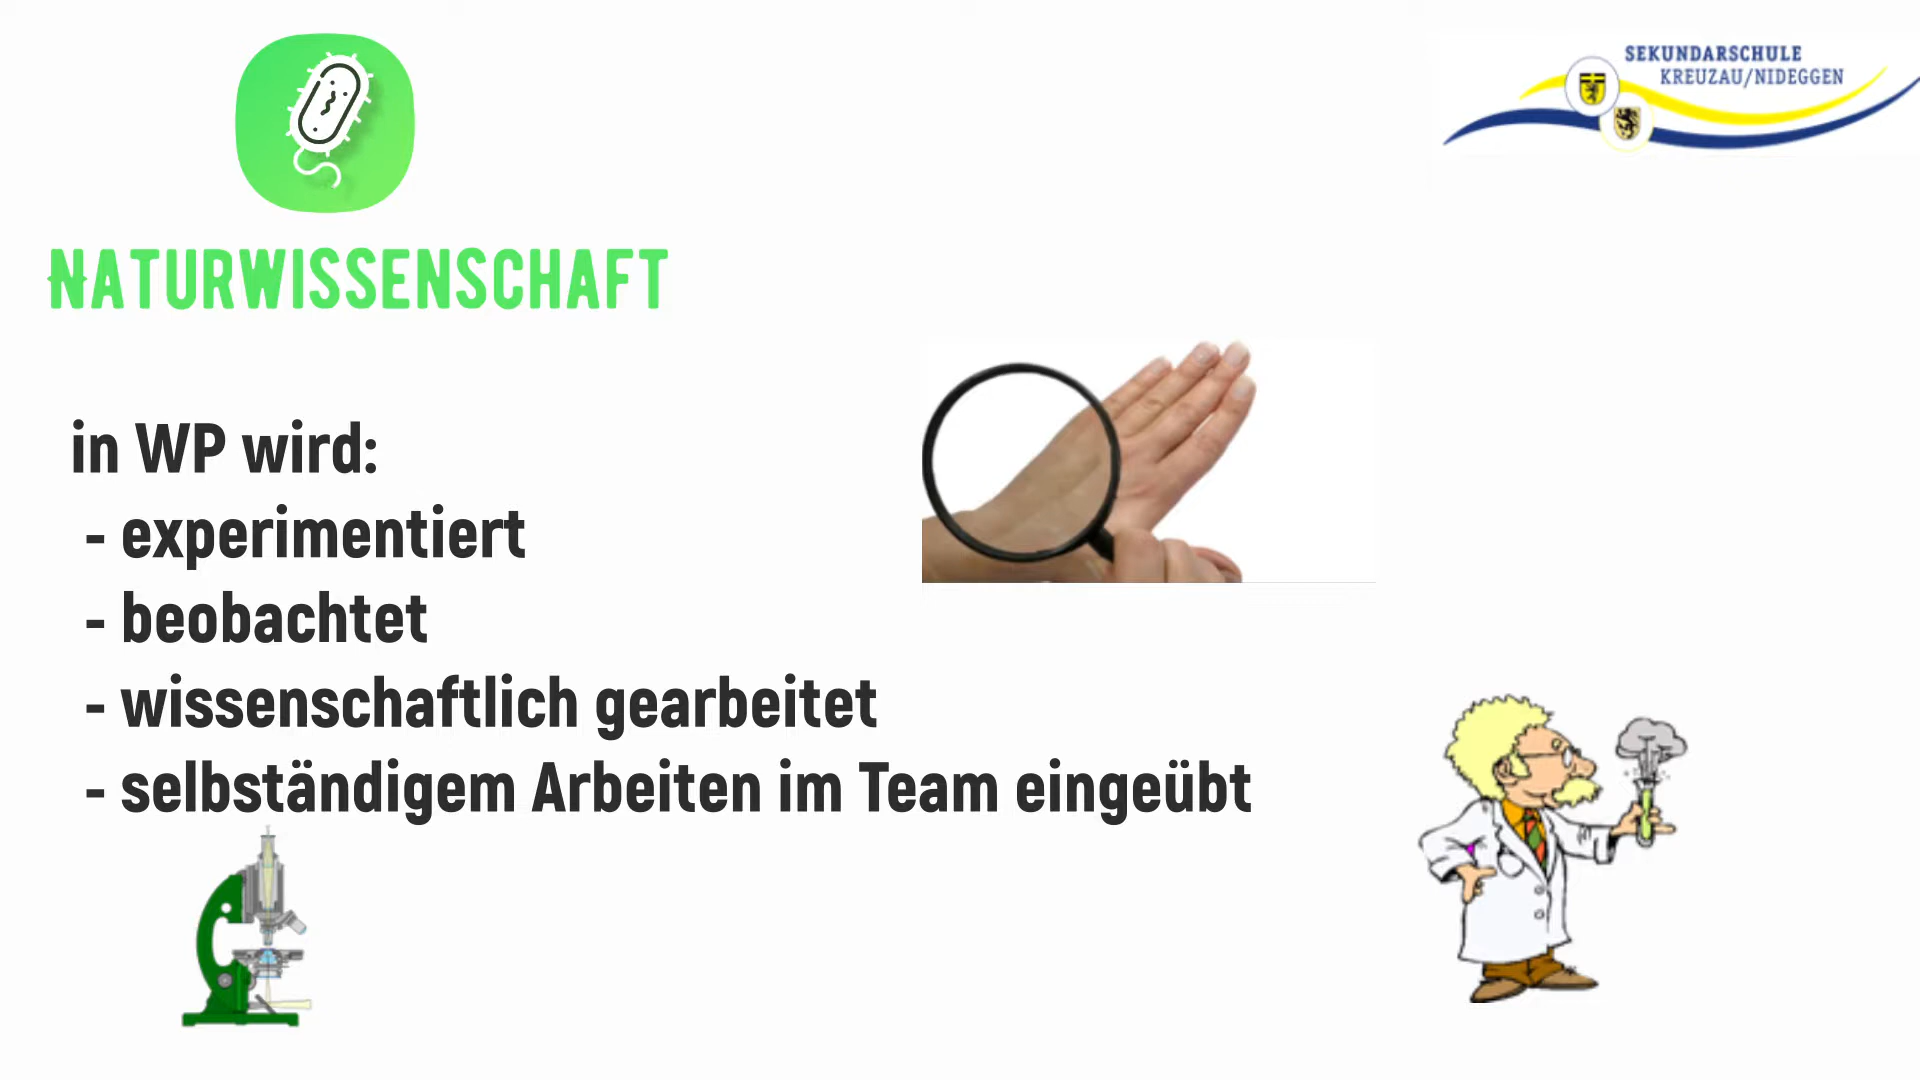 SEKUNDARSCHULE
KREUZAU/NIDEGGEN
NATURWISSENSCHAFT
in WP wird:
- experimentiert
- beobachtet
- wissenschaftlich gearbeitet
- selbständigem Arbeiten im Team eingeübt